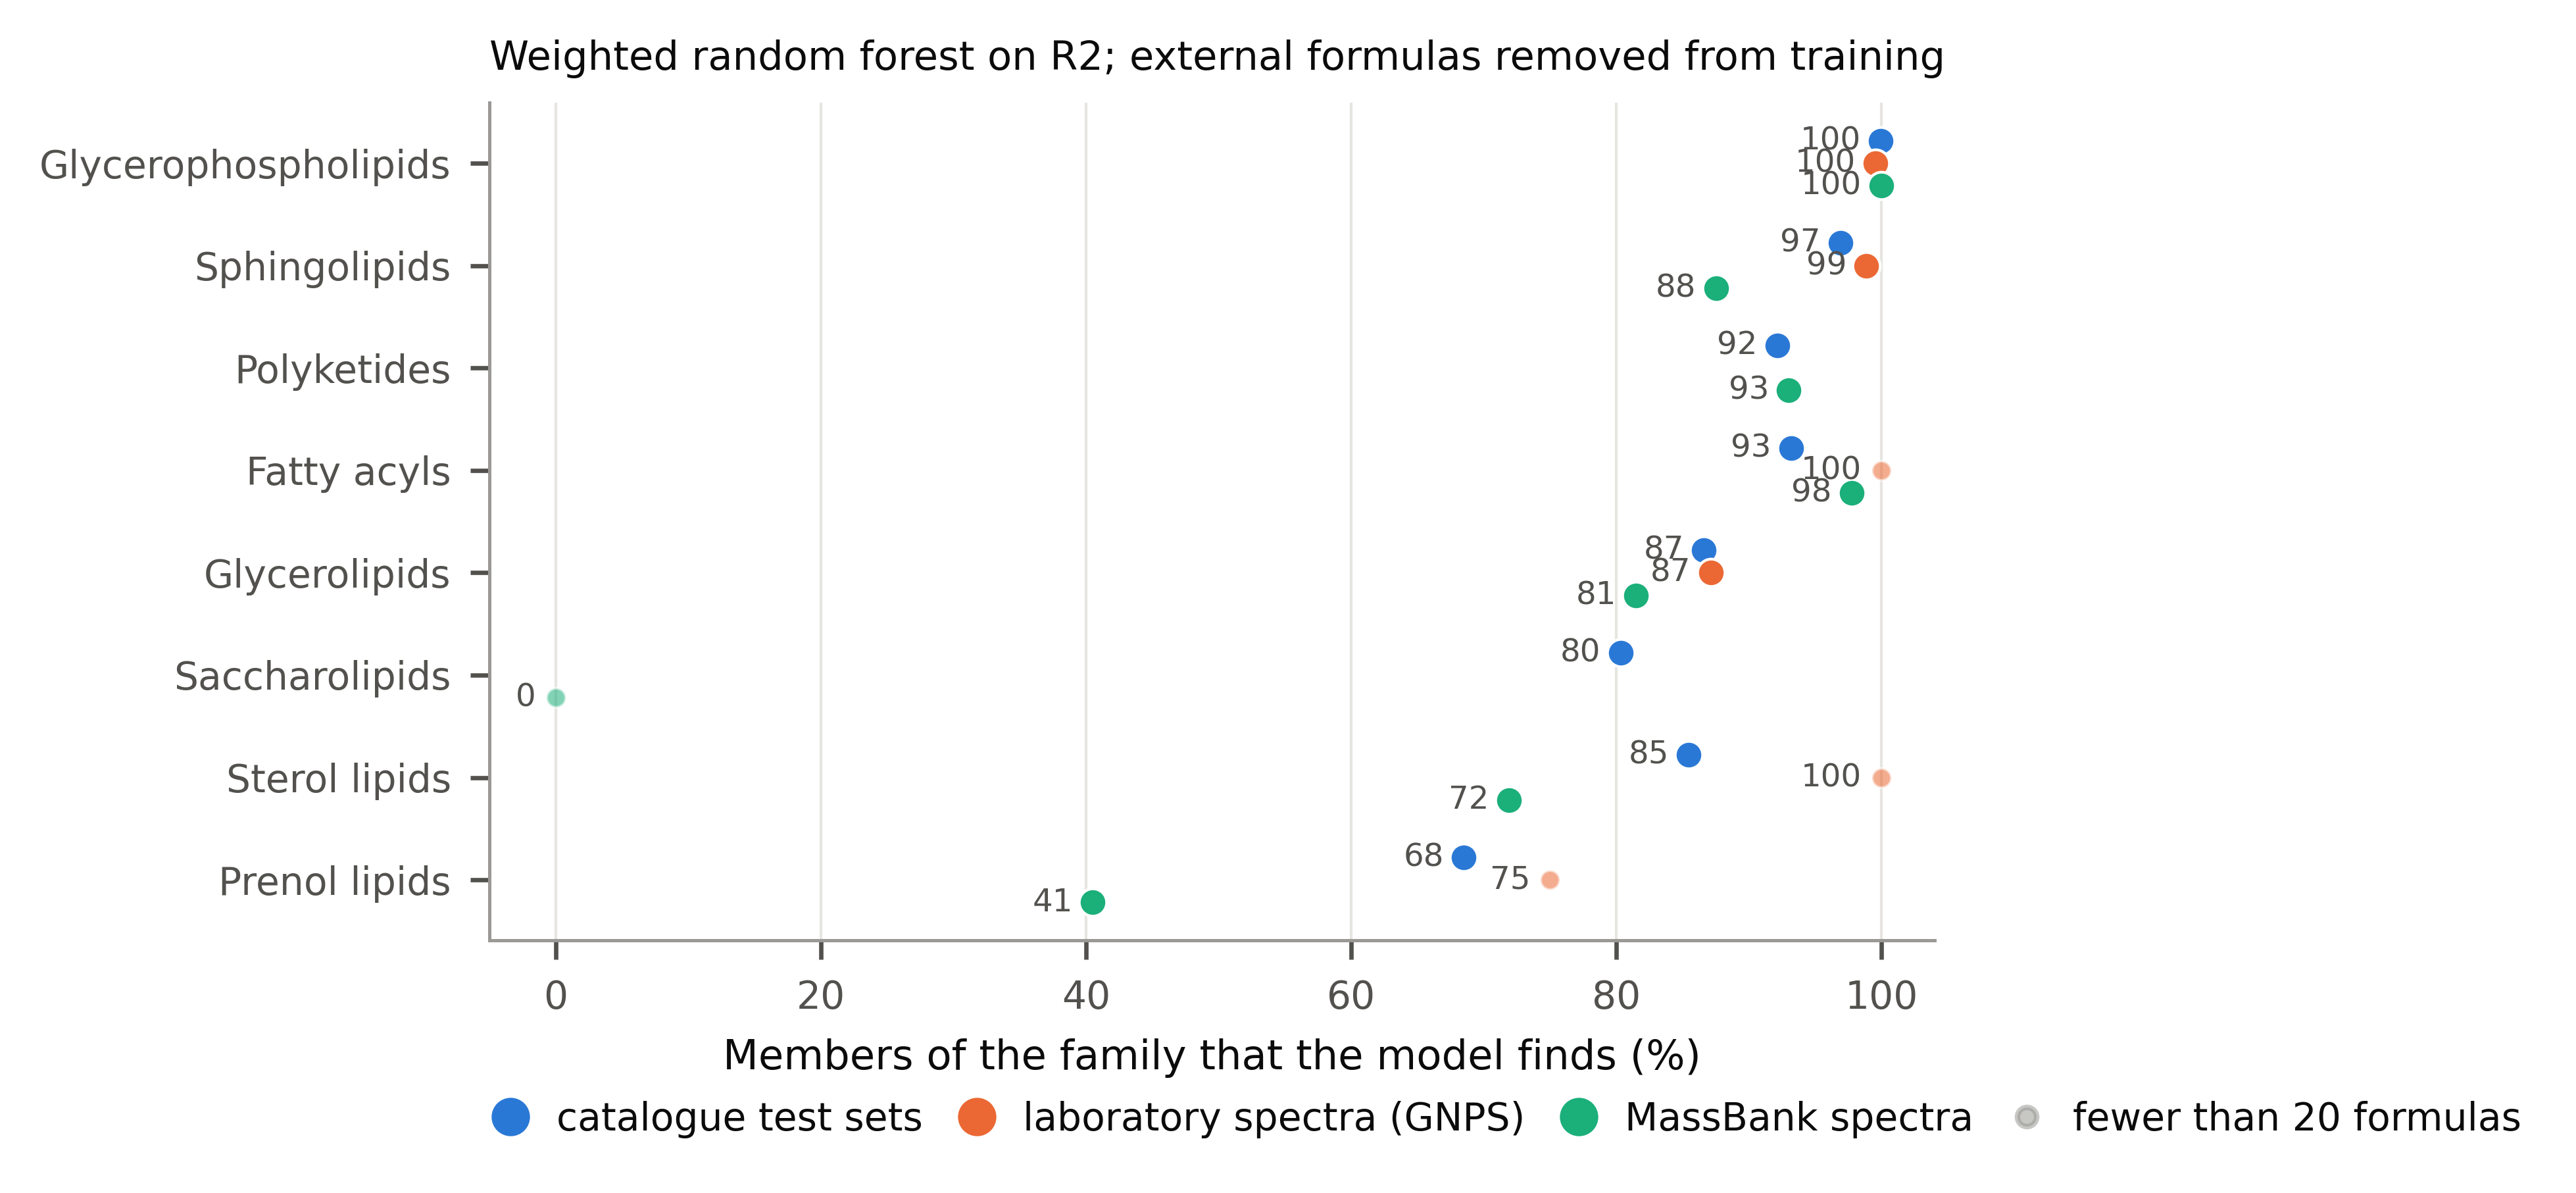 Weighted random forest on R2; external formulas removed from training
Glycerophospholipids
100
100
100
Sphingolipids
97
99
88
Polyketides
92
93
Fatty acyls
93
100
98
Glycerolipids
87
87
81
Saccharolipids
80
0
Sterol lipids
85
100
72
Prenol lipids
68
75
41
0 20 40 60 80 100
Members of the family that the model finds (%)
catalogue test sets laboratory spectra (GNPS) MassBank spectra fewer than 20 formulas